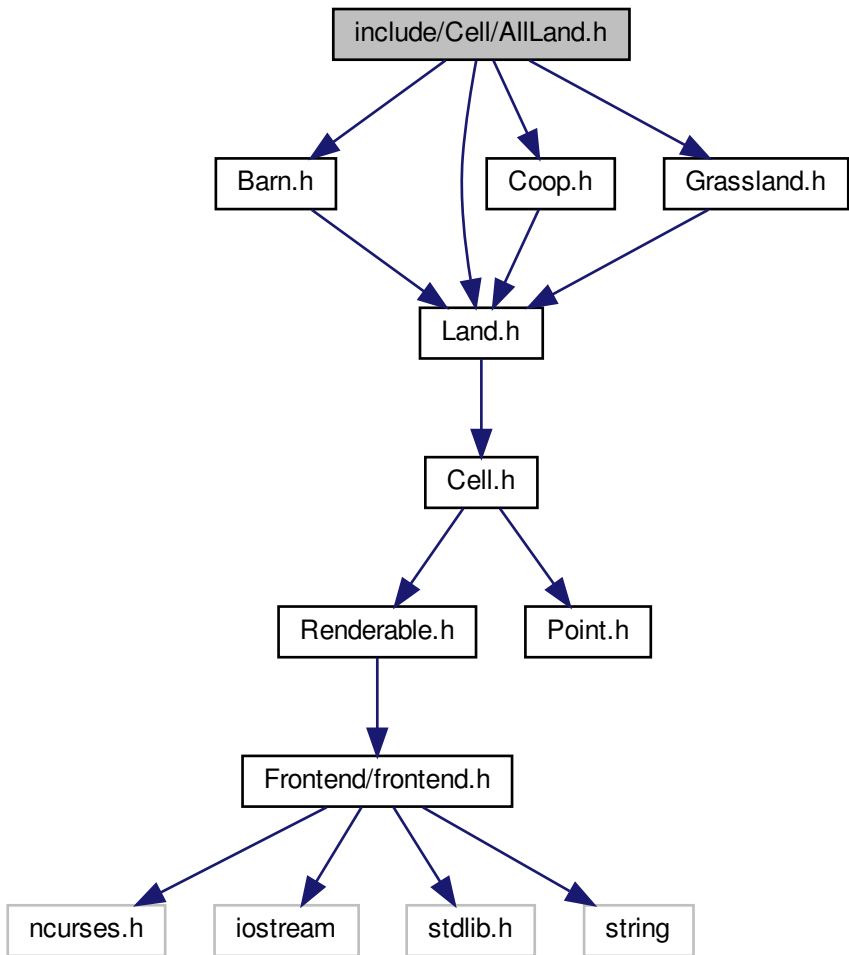 include/Cell/AllLand.h
Barn.h
Coop.h
Grassland.h
Land.h
Cell.h
Renderable.h
Point.h
Frontend/frontend.h
ncurses.h
iostream
stdlib.h
string